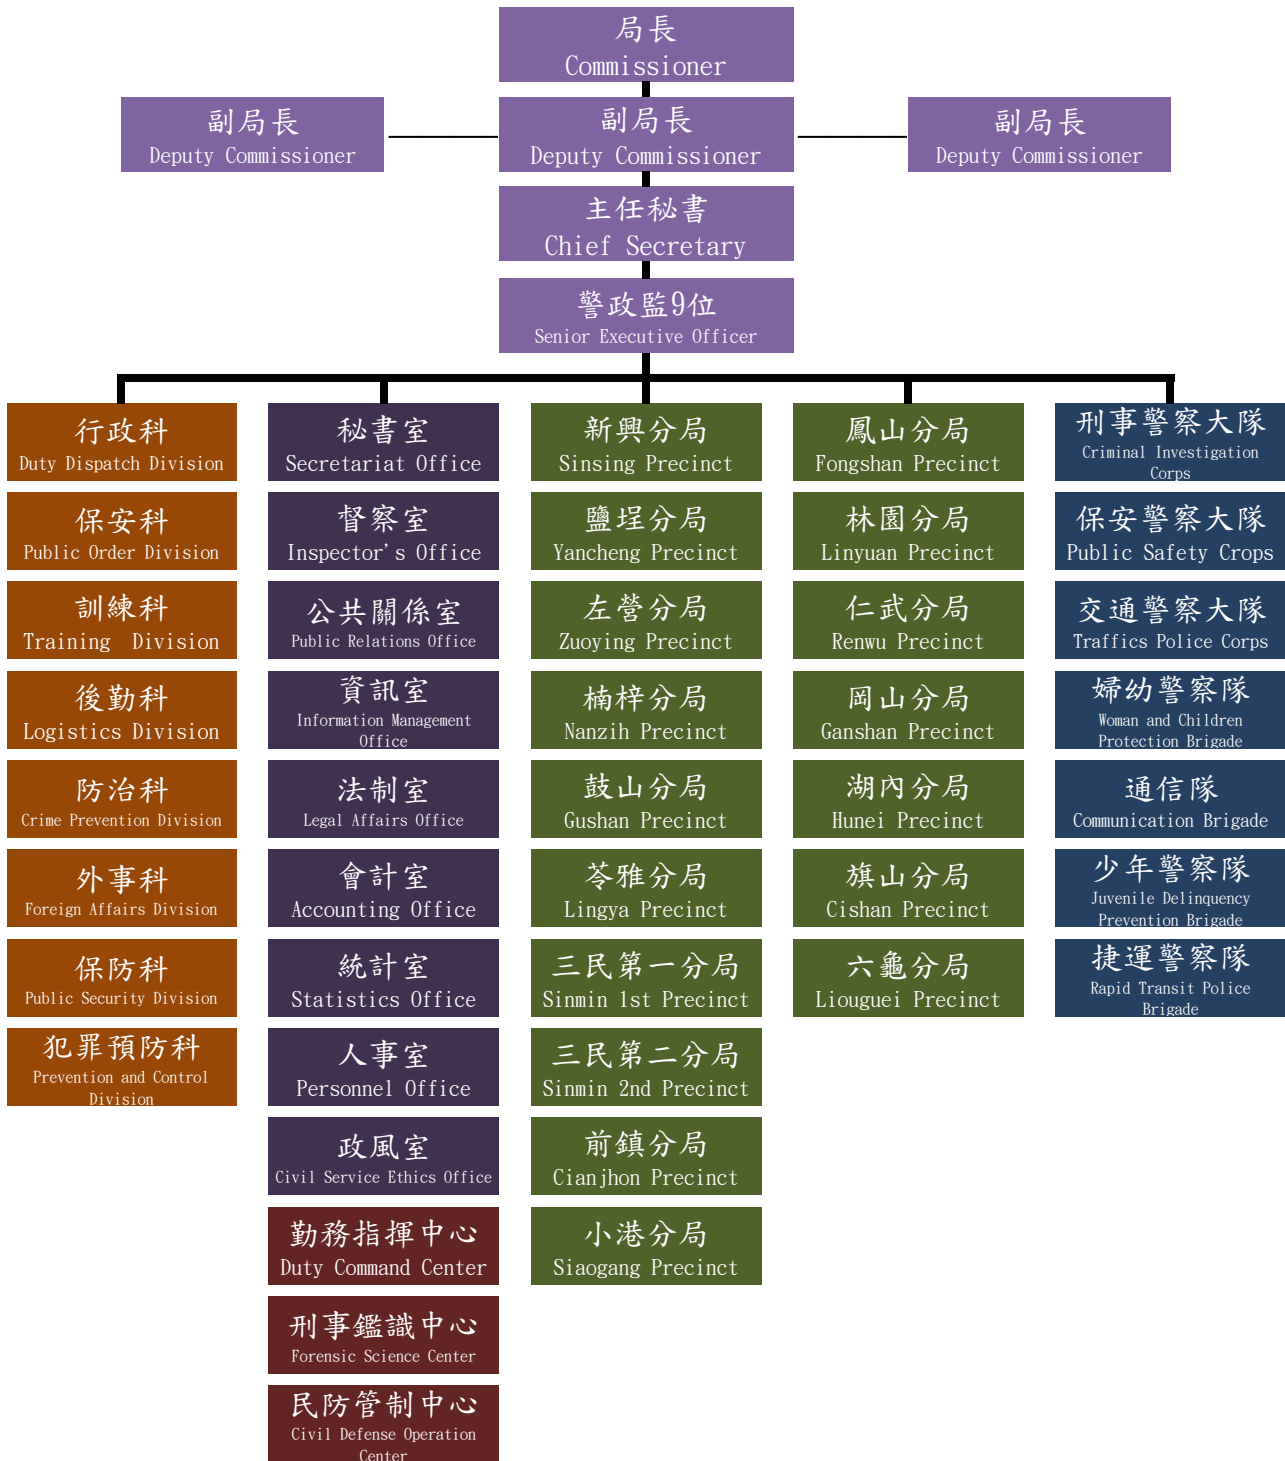 局長
Commissioner
副局長
Deputy Commissioner
副局長
Deputy Commissioner
副局長
Deputy Commissioner
主任秘書
Chief Secretary
警政監9位
Senior Executive Officer
行政科
Duty Dispatch Division
保安科
Public Order Division
訓練科
Training  Division
後勤科
Logistics Division
防治科
Crime Prevention Division
外事科
Foreign Affairs Division
保防科
Public Security Division
犯罪預防科
Prevention and Control
Division
秘書室
Secretariat Office
督察室
Inspector's Office
公共關係室
Public Relations Office
資訊室
Information Management
Office
法制室
Legal Affairs Office
會計室
Accounting Office
統計室
Statistics Office
人事室
Personnel Office
政風室
Civil Service Ethics Office
勤務指揮中心
Duty Command Center
刑事鑑識中心
Forensic Science Center
民防管制中心
Civil Defense Operation
Center
新興分局
Sinsing Precinct
鹽埕分局
Yancheng Precinct
左營分局
Zuoying Precinct
楠梓分局
Nanzih Precinct
鼓山分局
Gushan Precinct
苓雅分局
Lingya Precinct
三民第一分局
Sinmin 1st Precinct
三民第二分局
Sinmin 2nd Precinct
前鎮分局
Cianjhon Precinct
小港分局
Siaogang Precinct
鳳山分局
Fongshan Precinct
林園分局
Linyuan Precinct
仁武分局
Renwu Precinct
岡山分局
Ganshan Precinct
湖內分局
Hunei Precinct
旗山分局
Cishan Precinct
六龜分局
Liouguei Precinct
刑事警察大隊
Criminal Investigation
Corps
保安警察大隊
Public Safety Crops
交通警察大隊
Traffics Police Corps
婦幼警察隊
Woman and Children
Protection Brigade
通信隊
Communication Brigade
少年警察隊
Juvenile Delinquency
Prevention Brigade
捷運警察隊
Rapid Transit Police
Brigade